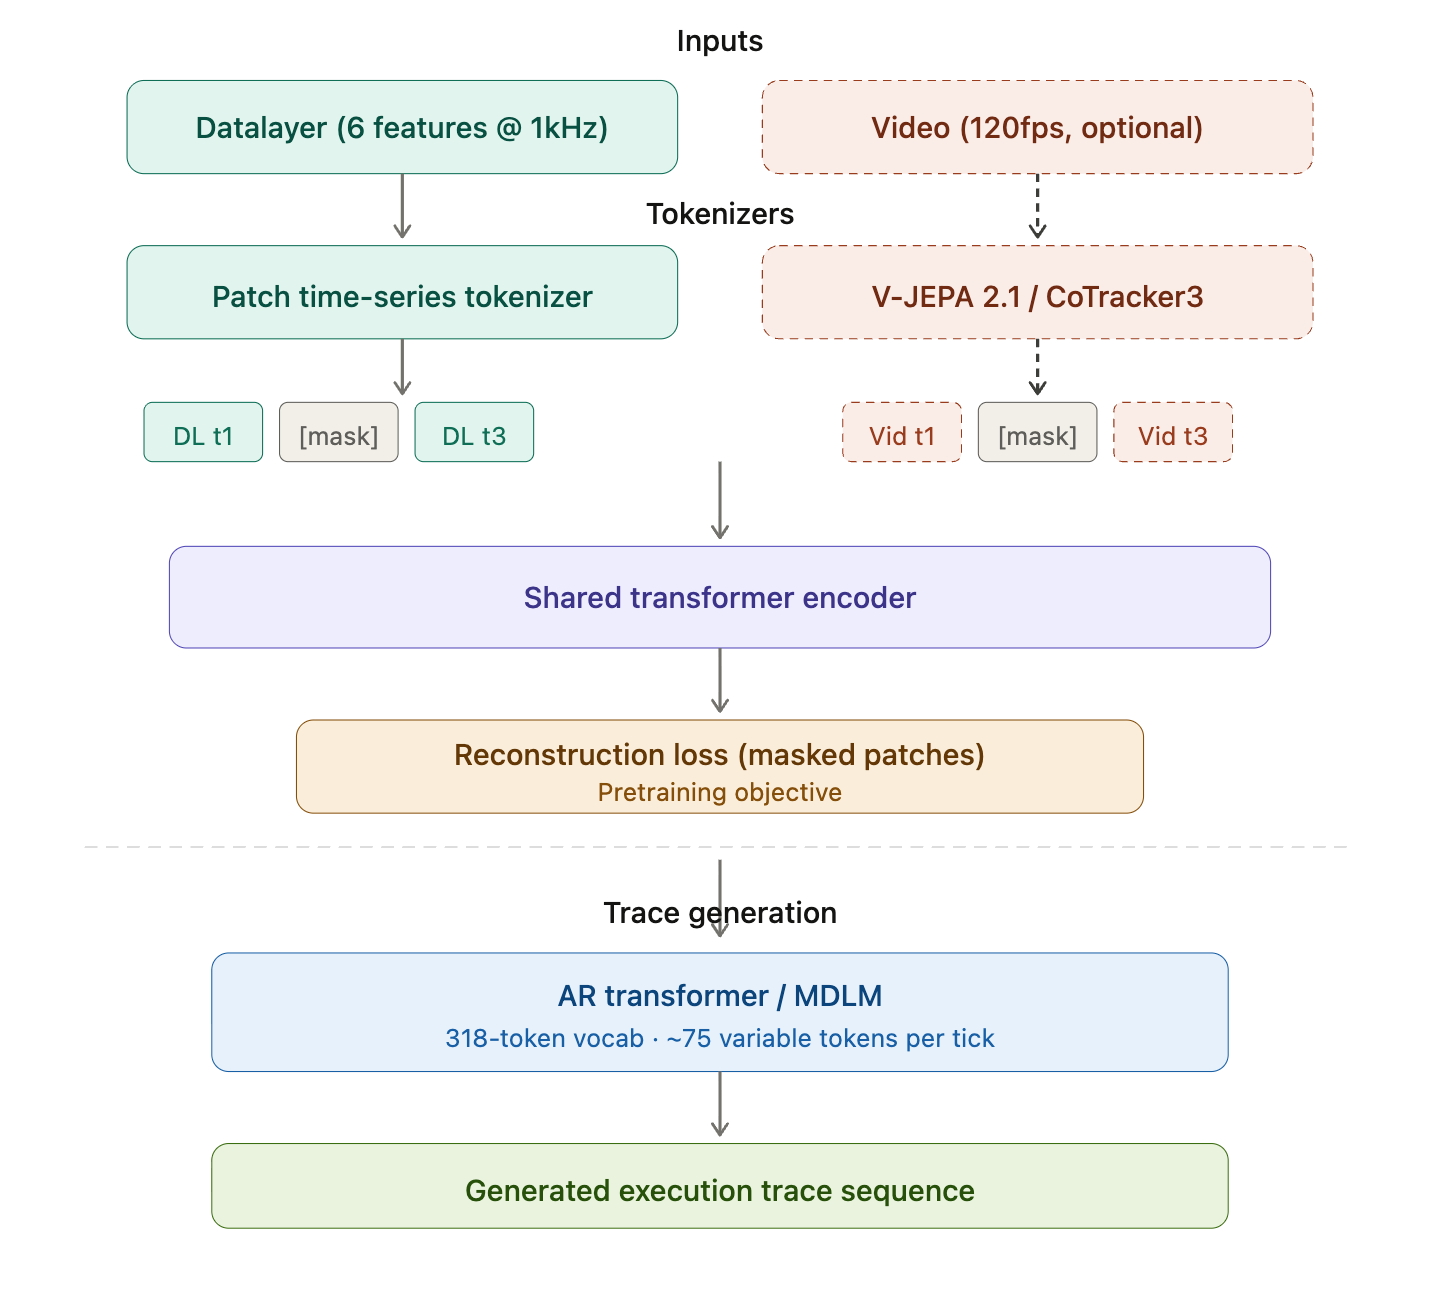 Inputs
Datalayer (6 features @ 1kHz)
Video (120fps, optional)
Tokenizers
Patch time-series tokenizer
V-JEPA 2.1 / CoTracker3
DL t1
[mask]
DL t3
Vid t1
[mask]
Vid t3
Shared transformer encoder
Reconstruction loss (masked patches)
Pretraining objective
Trace generation
AR transformer / MDLM
318-token vocab · ~75 variable tokens per tick
Generated execution trace sequence